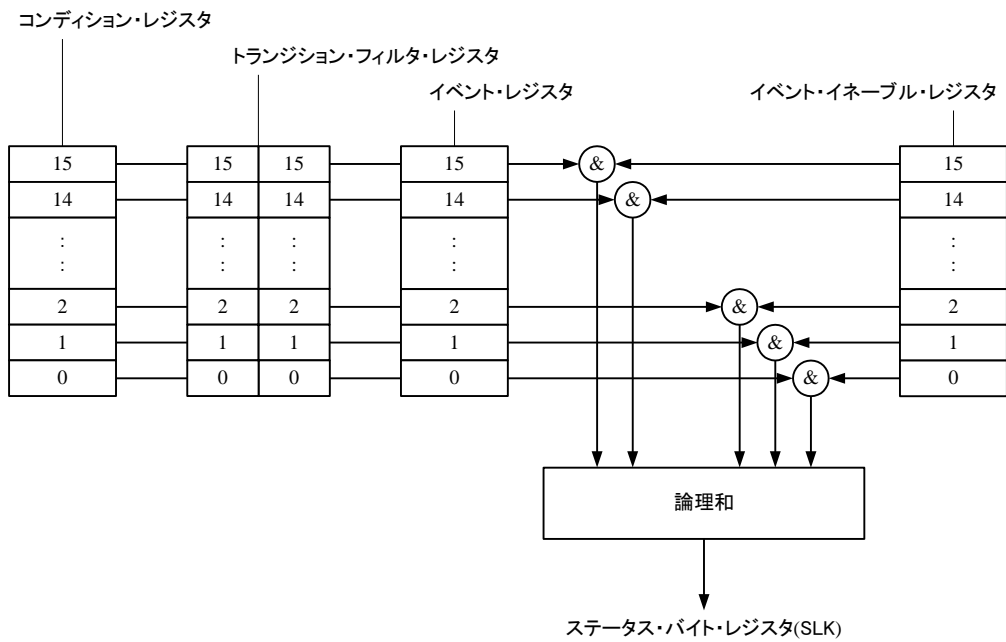 コンディション・レジスタ
トランジション・フィルタ・レジスタ
イベント・レジスタ
イベント・イネーブル・レジスタ
15 15 15 15 & 15
14 14 14 14 & 14
: : : : :
: : : : :
2 2 2 2 & 2
1 1 1 1 & 1
0 0 0 0 & 0
論理和
ステータス・バイト・レジスタ(SLK)